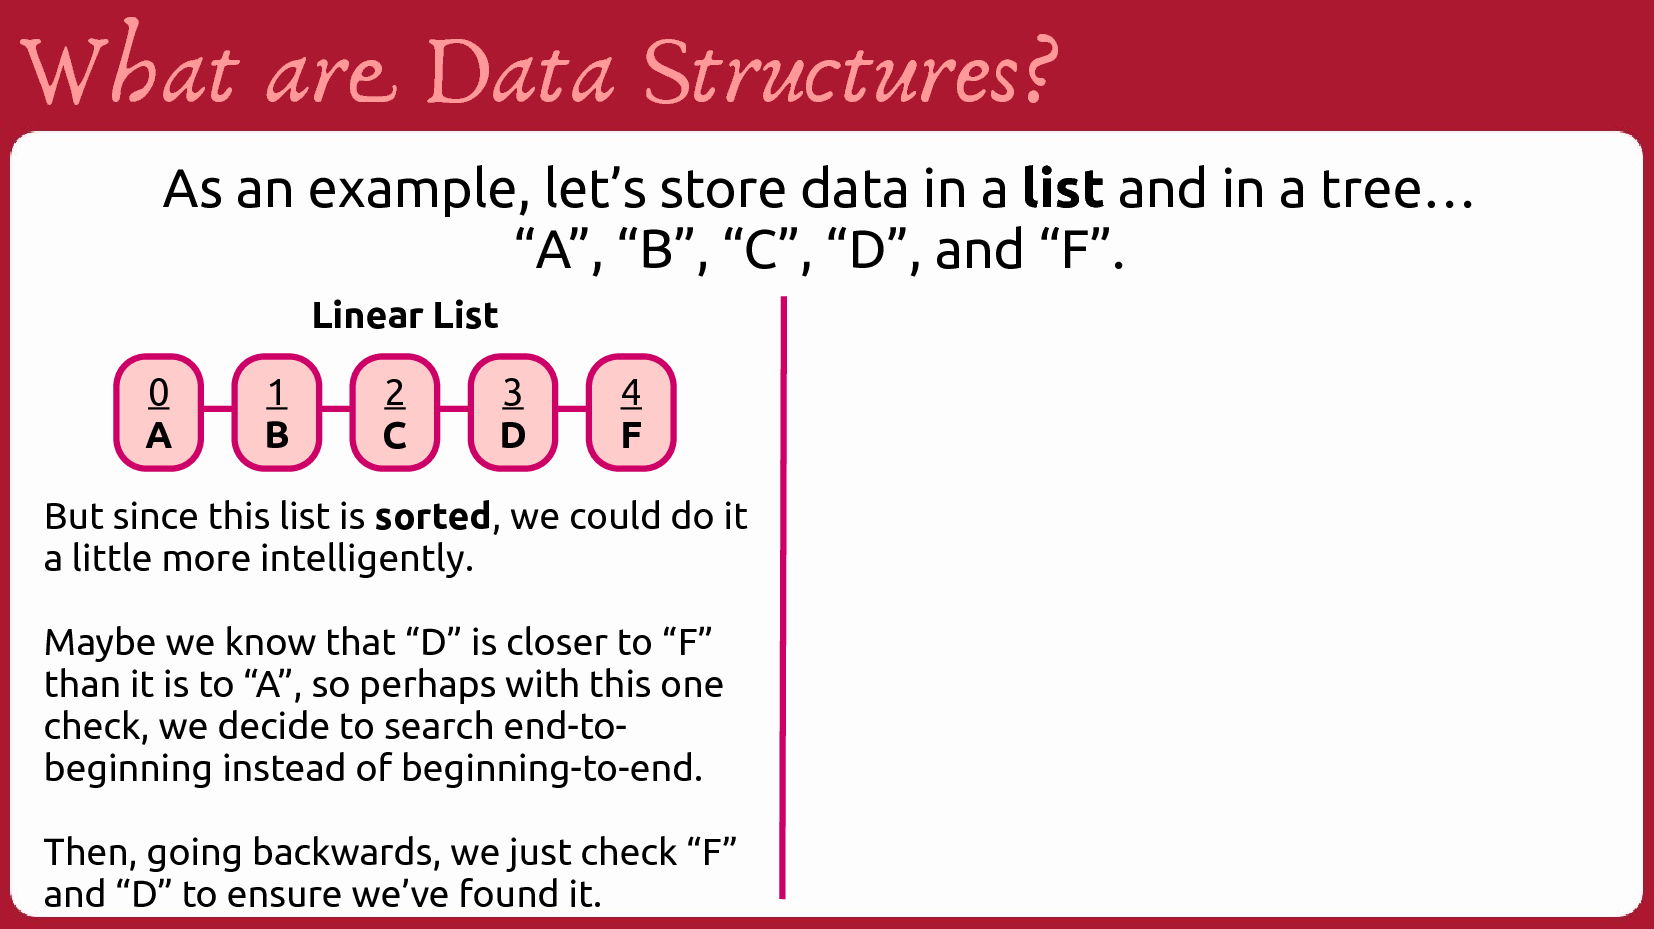 What are Data Structures?
As an example, let’s store data in a list and in a tree…
“A”, “B”, “C”, “D”, and “F”.
Linear List
0 1 2 3 4
A B C D F
But since this list is sorted, we could do it
a little more intelligently.
Maybe we know that “D” is closer to “F”
than it is to “A”, so perhaps with this one
check, we decide to search end-to-
beginning instead of beginning-to-end.
Then, going backwards, we just check “F”
and “D” to ensure we’ve found it.